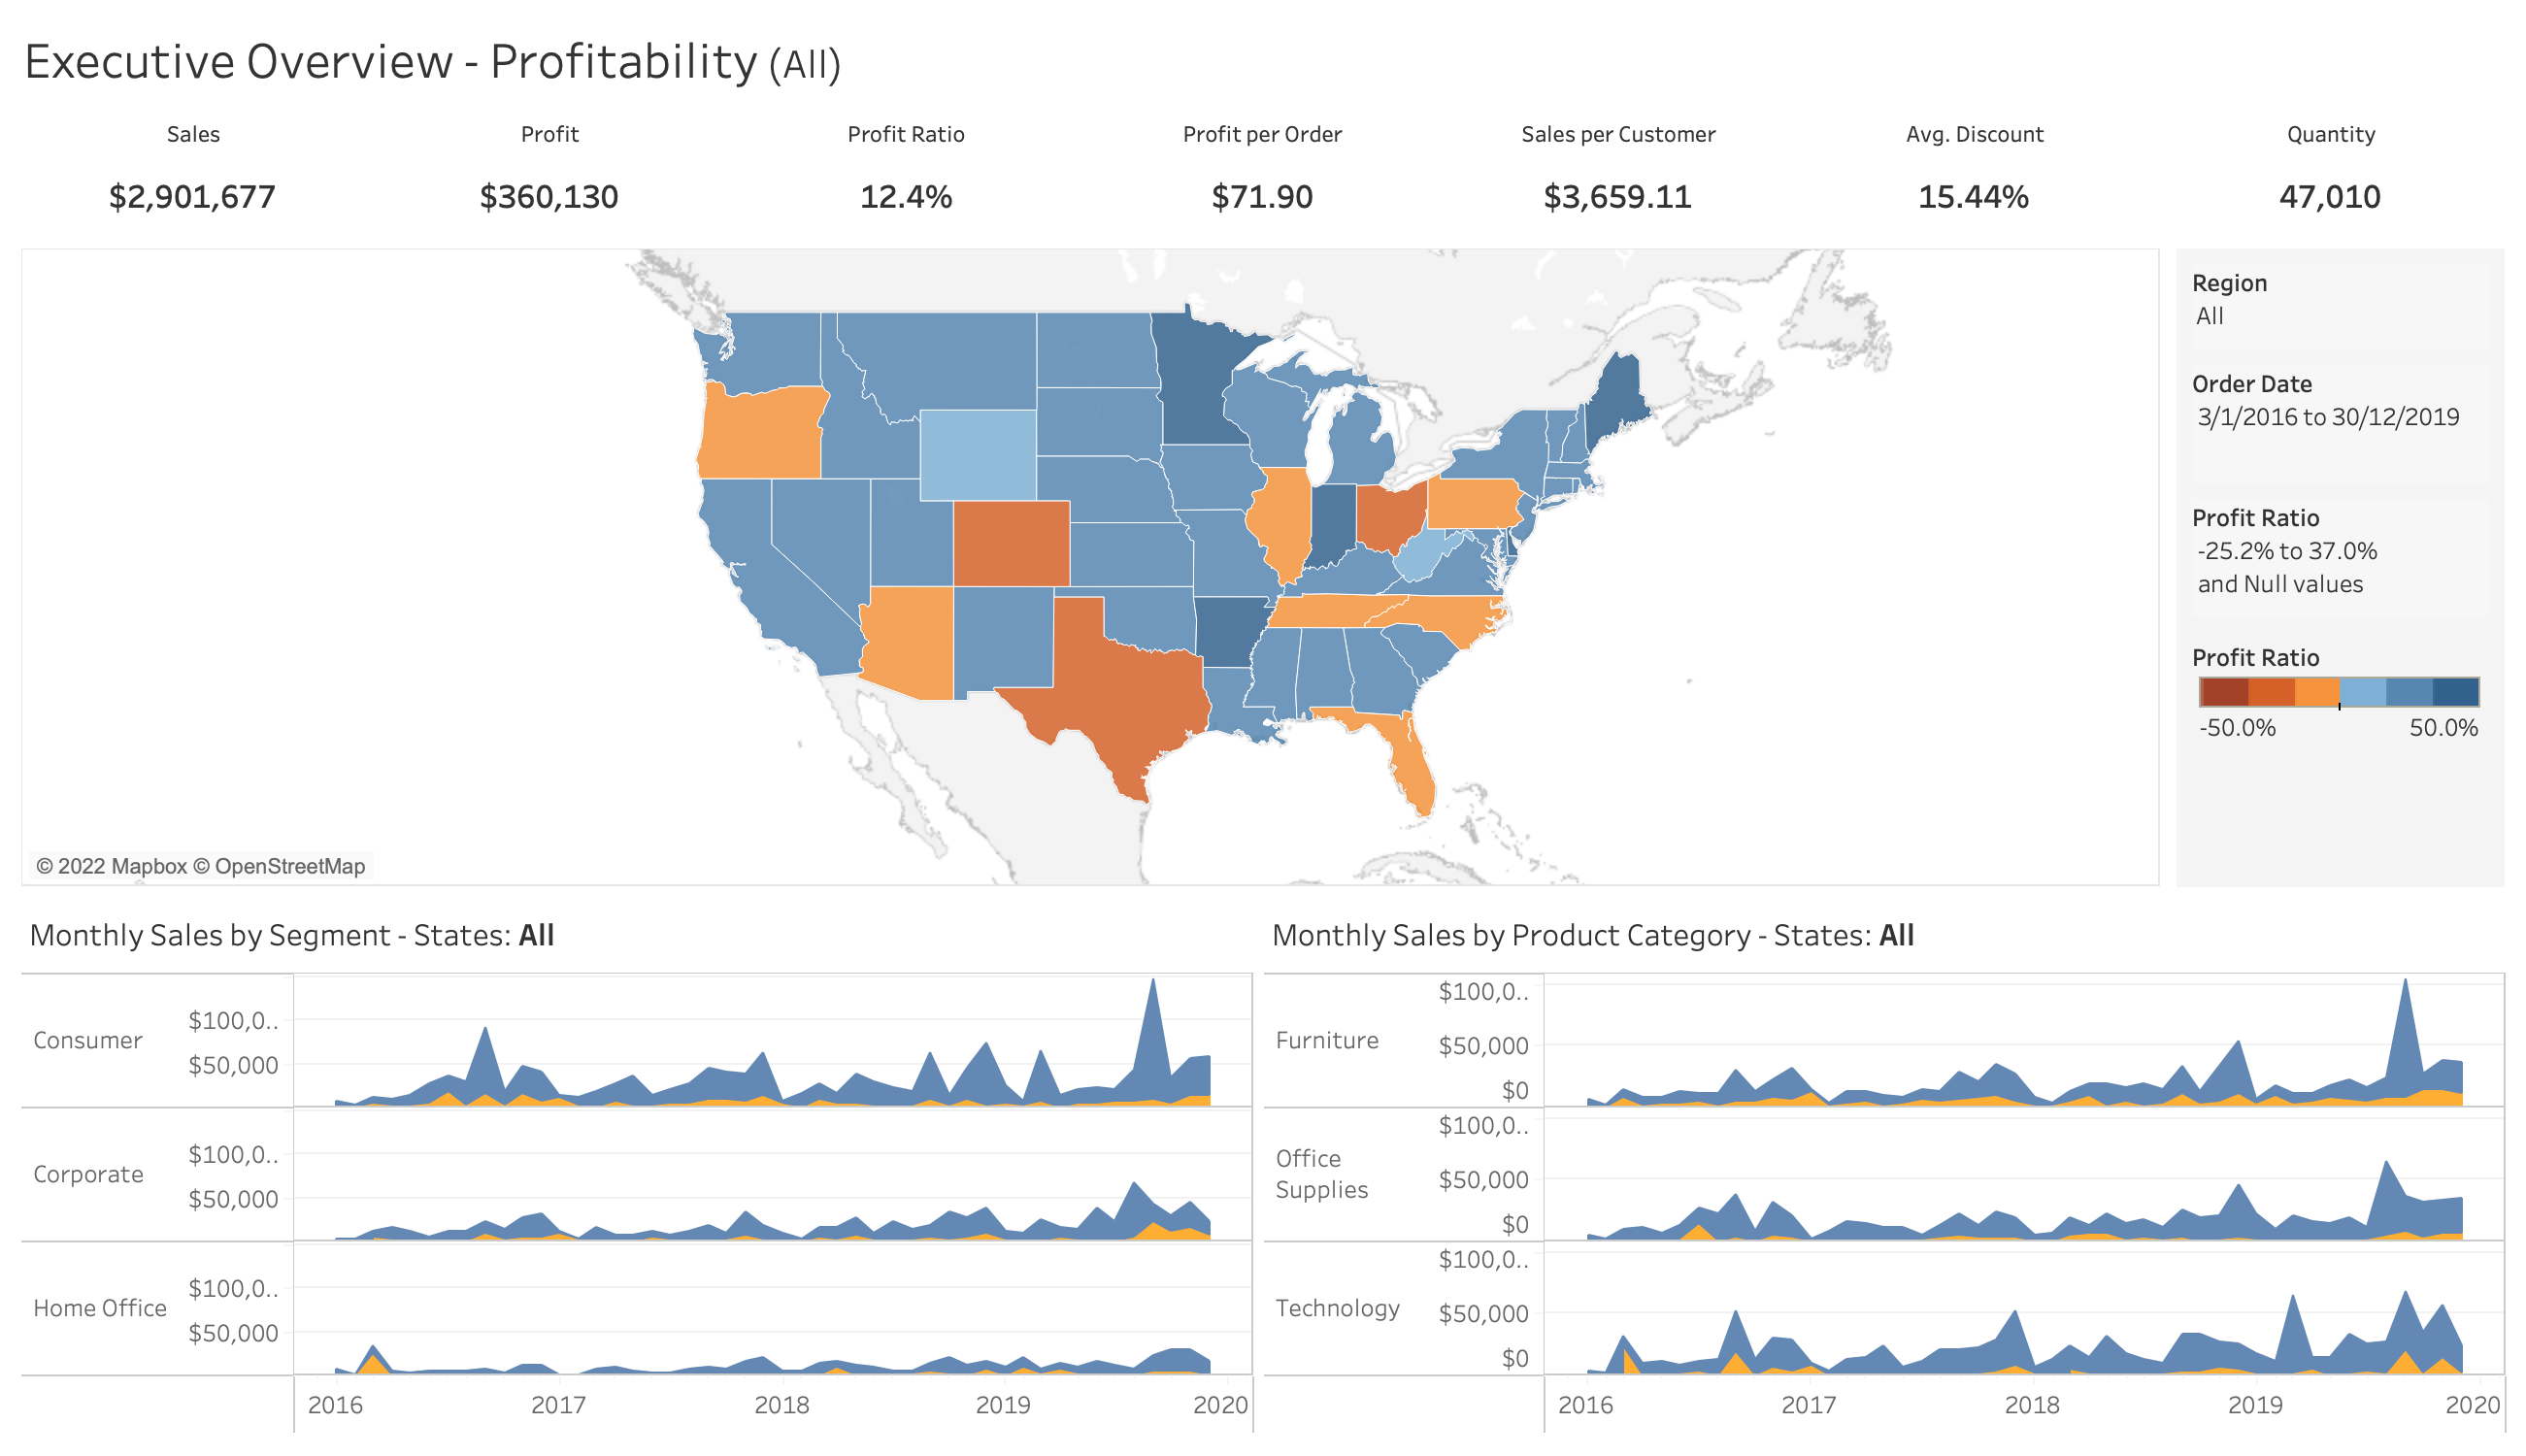 Executive Overview - Profitability (All)
Sales Profit Profit Ratio Profit per Order Sales per Customer Avg. Discount Quantity
$2,901,677 $360,130 12.4% $71.90 $3,659.11 15.44% 47,010
Region
All
Order Date
3/1/2016 to 30/12/2019
Profit Ratio
-25.2% to 37.0%
and Null values
Profit Ratio
-50.0% 50.0%
© 2022 Mapbox © OpenStreetMap
Monthly Sales by Segment - States: All
Consumer
$100,0..
$50,000
Corporate
$100,0..
$50,000
Home Office
$100,0..
$50,000
2016 2017 2018 2019 2020
Monthly Sales by Product Category - States: All
Furniture
$100,0..
$50,000
$0
Office
Supplies
$100,0..
$50,000
$0
Technology
$100,0..
$50,000
$0
2016 2017 2018 2019 2020